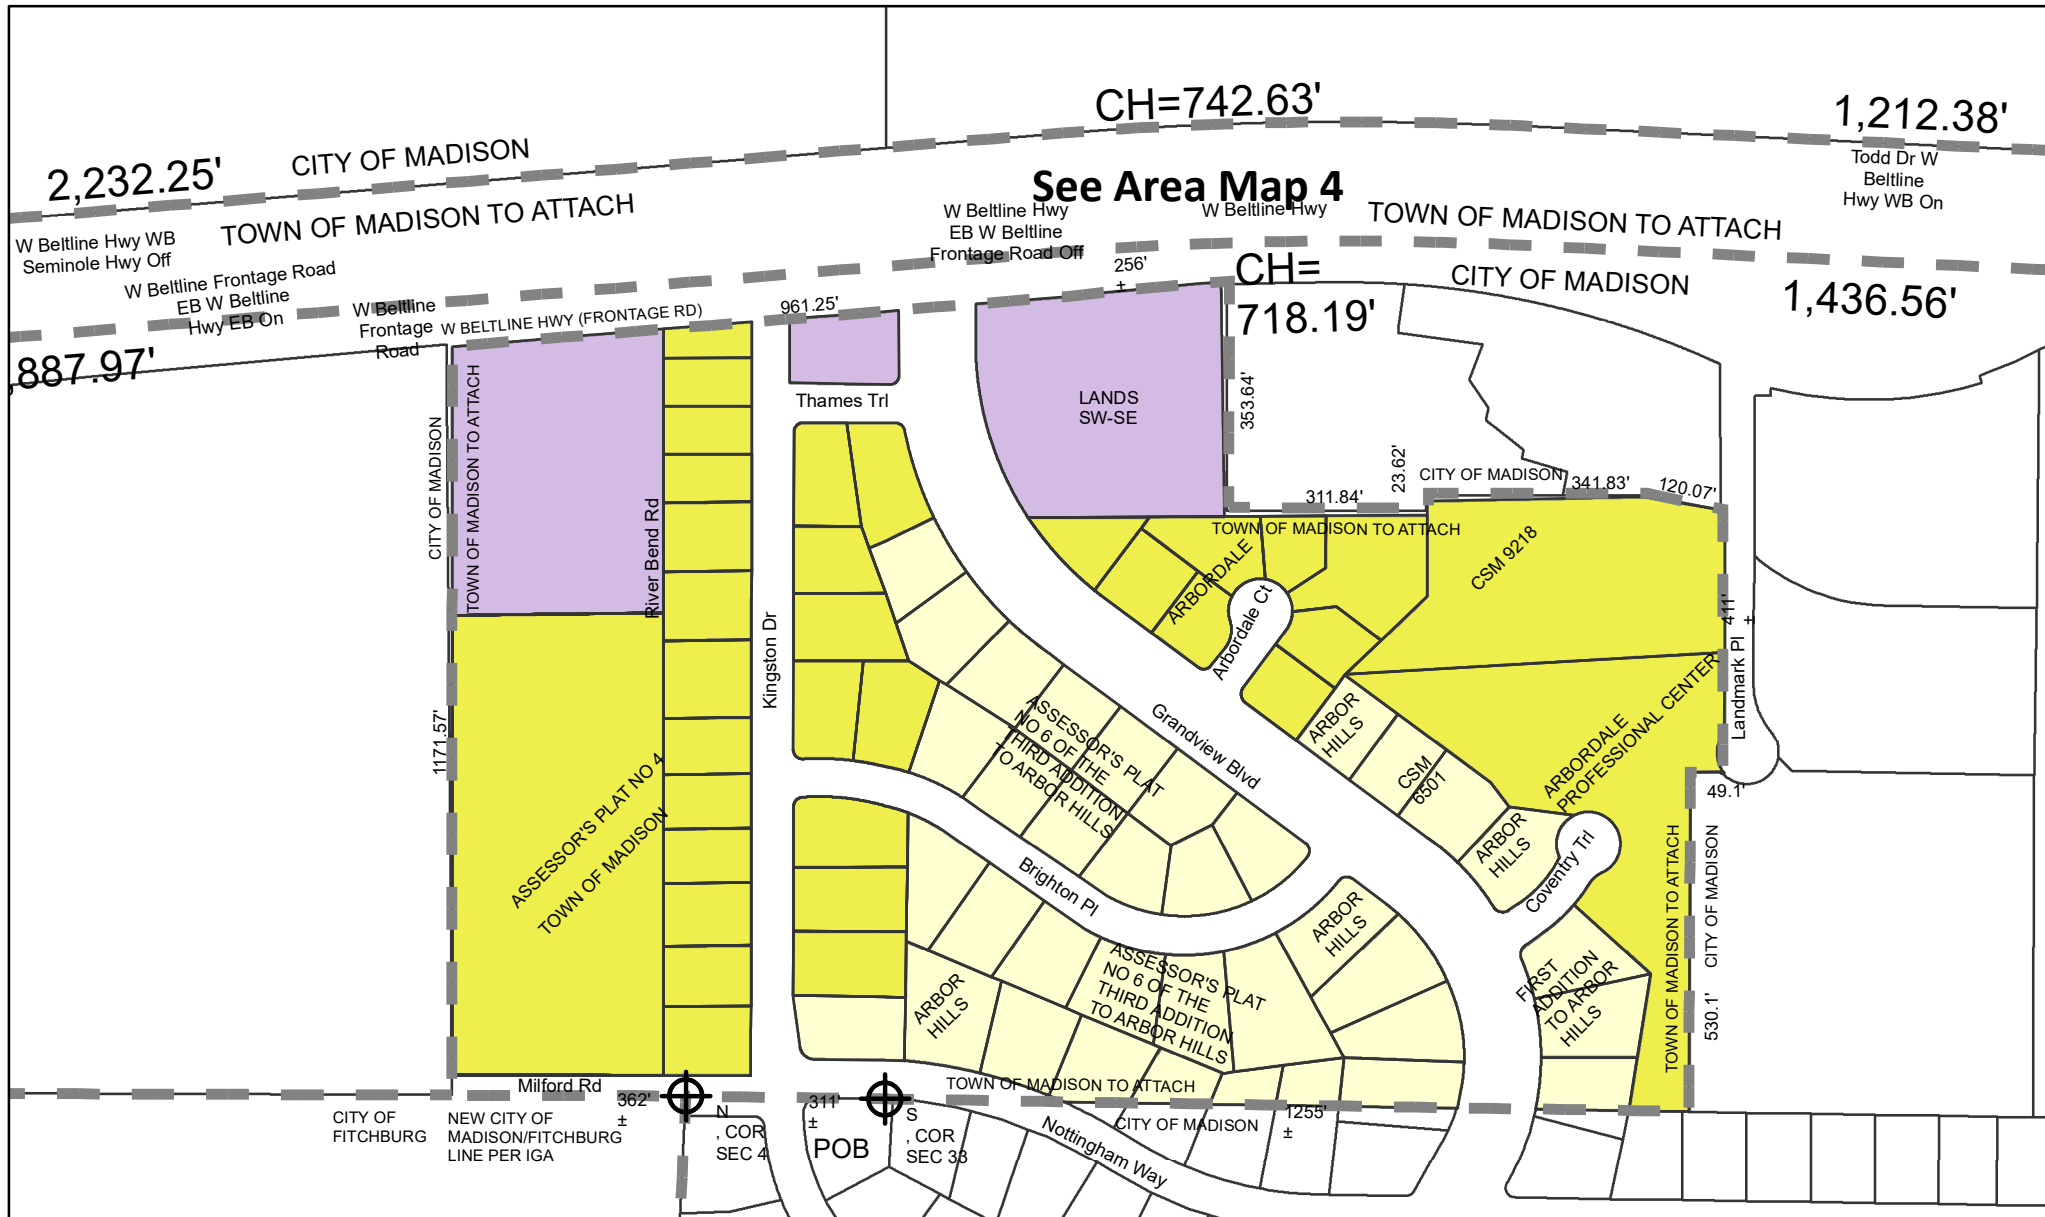 CH=742.63'
1,212.38'
2,232.25'
CITY OF MADISON
Todd Dr W
Beltline
Hwy WB On
See Area Map 4
TOWN OF MADISON TO ATTACH
W Beltline Hwy
EB W Beltline
Frontage Road Off
W Beltline Hwy
TOWN OF MADISON TO ATTACH
W Beltline Hwy WB
Seminole Hwy Off
W Beltline Frontage Road
EB W Beltline
Hwy EB On
256'
±
CH=
718.19'
CITY OF MADISON
1,436.56'
W Beltline
Frontage
Road
W BELTLINE HWY (FRONTAGE RD)
961.25'
887.97'
Thames Trl
LANDS
SW-SE
353.64'
CITY OF MADISON
TOWN OF MADISON TO ATTACH
23.62'
CITY OF MADISON
341.83'
120.07'
311.84'
TOWN OF MADISON TO ATTACH
CSM 9218
River Bend Rd
ARBORDALE
Arbordale Ct
411'
±
Kingston Dr
Landmark Pl
1171.57'
ASSESSOR'S PLAT
NO 6 OF THE
THIRD ADDITION
TO ARBOR HILLS
Grandview Blvd
ARBOR
HILLS
CSM
6501
ARBORDALE
PROFESSIONAL CENTER
49.1'
ASSESSOR'S PLAT NO 4
TOWN OF MADISON
ARBOR
HILLS
Coventry Trl
Brighton Pl
ARBOR
HILLS
TOWN OF MADISON TO ATTACH
CITY OF MADISON
ASSESSOR'S PLAT
NO 6 OF THE
THIRD ADDITION
TO ARBOR HILLS
ARBOR
HILLS
FIRST
ADDITION
TO ARBOR
HILLS
530.1'
Milford Rd
362'
±
TOWN OF MADISON TO ATTACH
311'
±
1255'
±
CITY OF
FITCHBURG
NEW CITY OF
MADISON/FITCHBURG
LINE PER IGA
N
, COR
SEC 4
POB
S
, COR
SEC 33
CITY OF MADISON
Nottingham Way